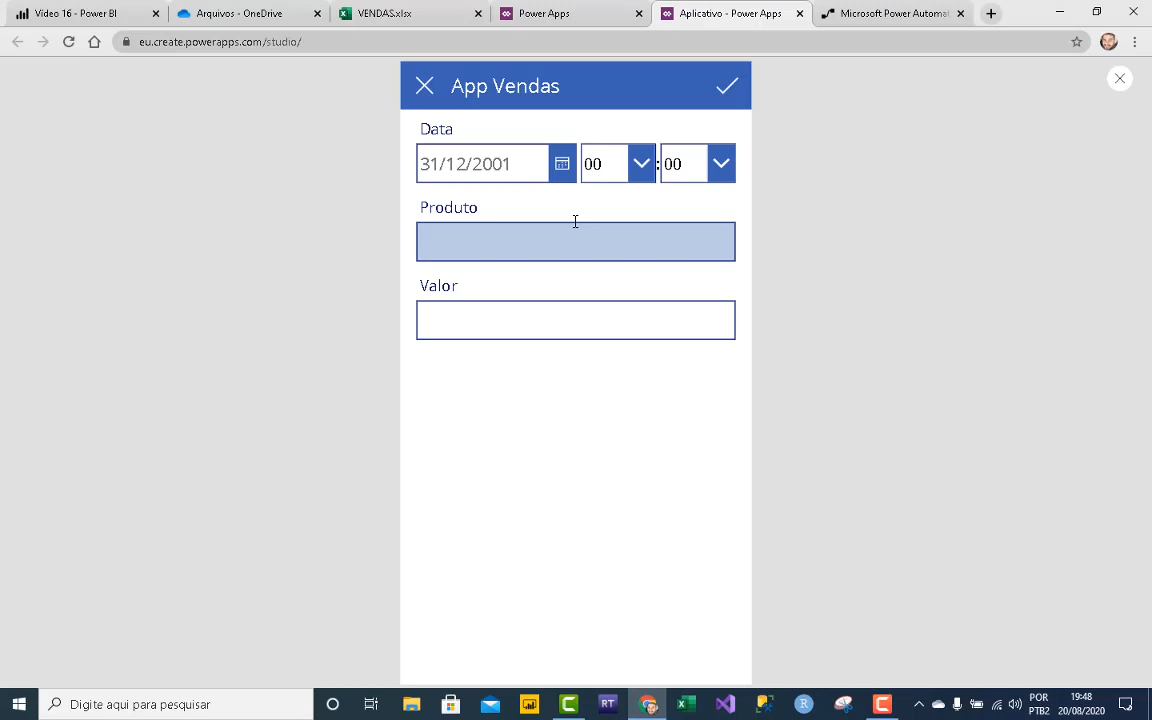 Vídeo 16 - Power BI
Arquivos - OneDrive
VENDAS.xlsx
Power Apps
Aplicativo - Power Apps
Microsoft Power Automat
eu.create.powerapps.com/studio/
App Vendas
Data
31/12/2001
00
:
00
Produto
Valor
Digite aqui para pesquisar
RT
R
POR
PTB2
19:48
20/08/2020